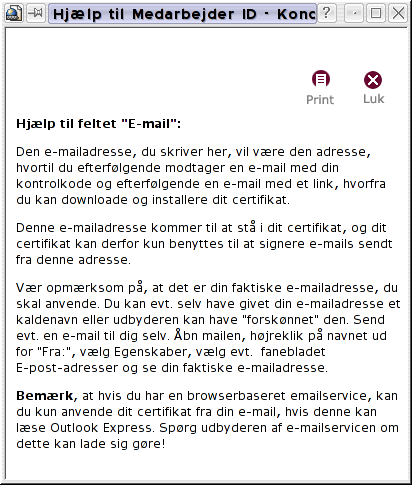 Hjælp til Medarbejder ID - Konc
Print
Luk
Hjælp til feltet "E-mail":
Den e-mailadresse, du skriver her, vil være den adresse,
hvortil du efterfølgende modtager en e-mail med din
kontrolkode og efterfølgende en e-mail med et link, hvorfra
du kan downloade og installere dit certifikat.
Denne e-mailadresse kommer til at stå i dit certifikat, og dit
certifikat kan derfor kun benyttes til at signere e-mails sendt
fra denne adresse.
Vær opmærksom på, at det er din faktiske e-mailadresse, du
skal anvende. Du kan evt. selv have givet din e-mailadresse et
kaldenavn eller udbyderen kan have "forskønnet" den. Send
evt. en e-mail til dig selv. Åbn mailen, højreklik på navnet ud
for "Fra:", vælg Egenskaber, vælg evt. fanebladet
E-post-adresser og se din faktiske e-mailadresse.
Bemærk, at hvis du har en browserbaseret emailservice, kan
du kun anvende dit certifikat fra din e-mail, hvis denne kan
læse Outlook Express. Spørg udbyderen af e-mailservicen om
dette kan lade sig gøre!